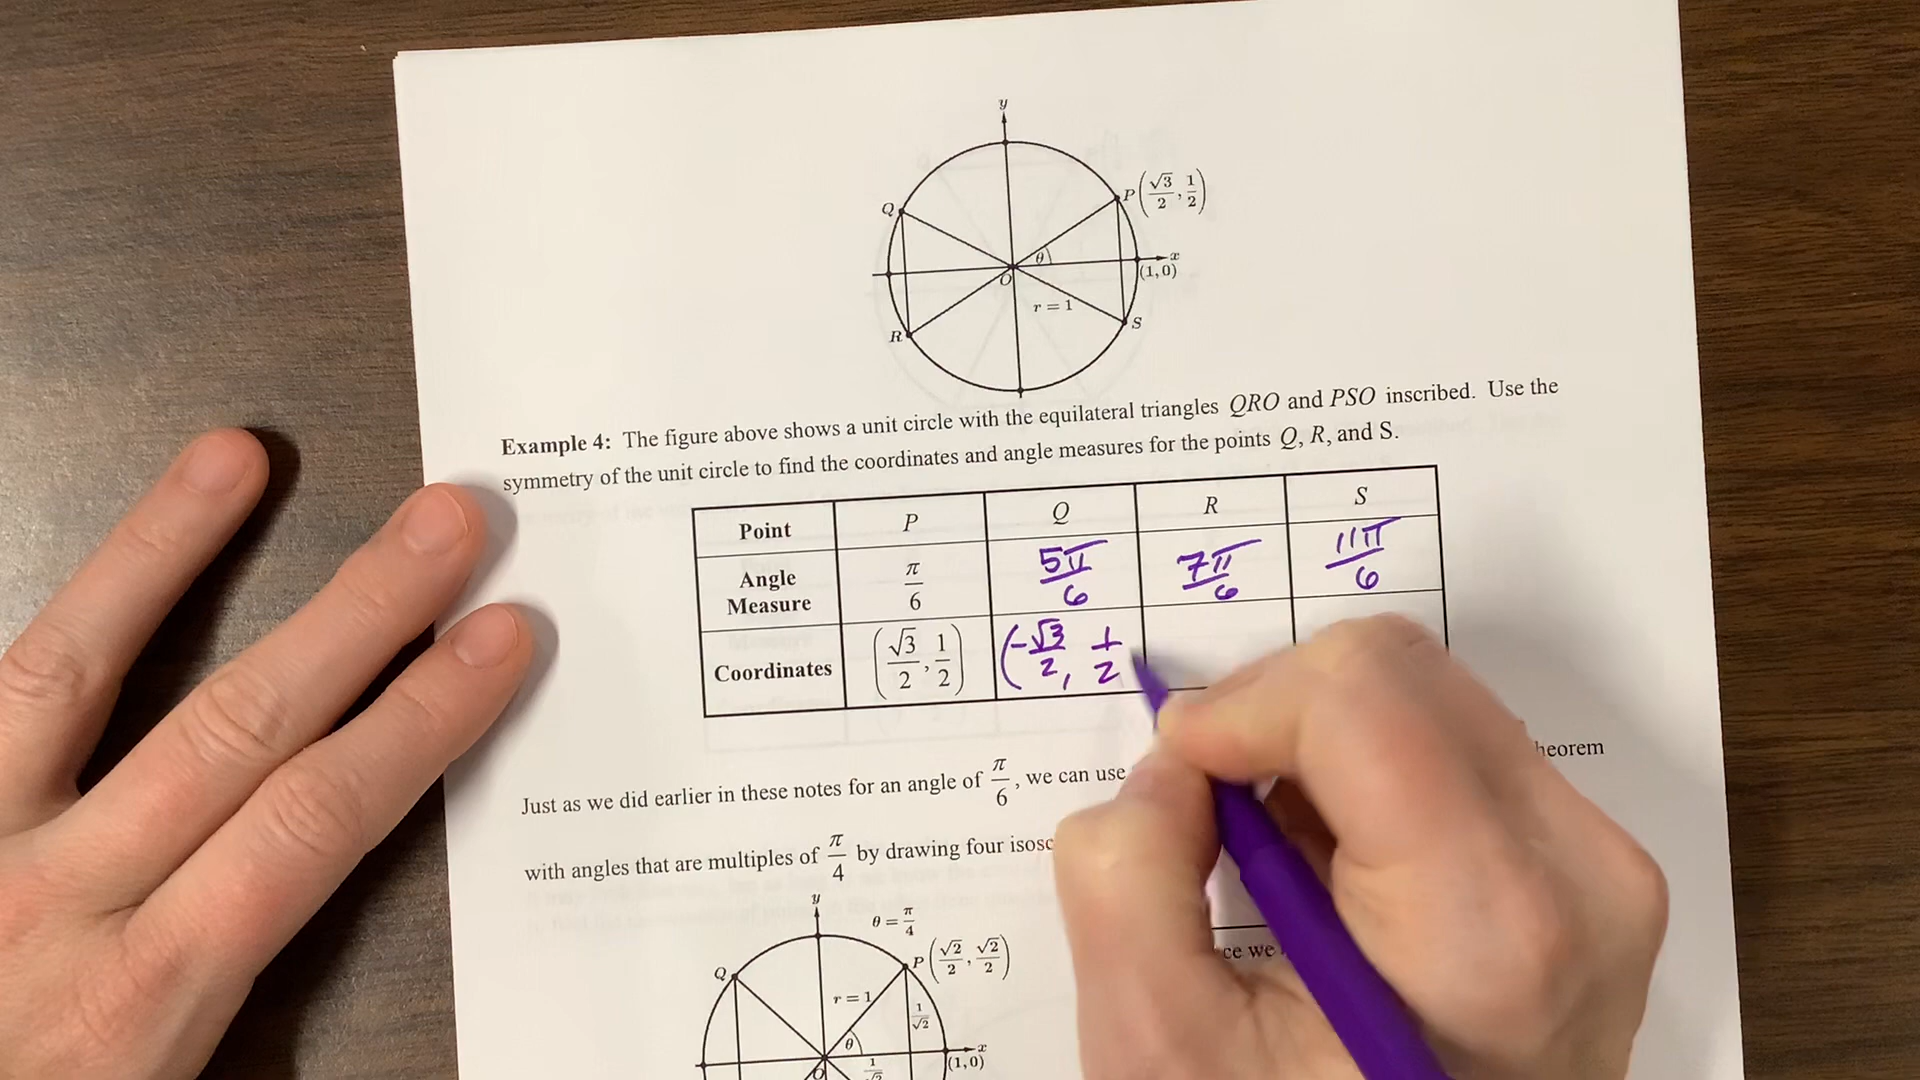 y
Q
P(√3/2, 1/2)
θ
x
O
(1,0)
r = 1
R
S
Example 4: The figure above shows a unit circle with the equilateral triangles QRO and PSO inscribed. Use the
symmetry of the unit circle to find the coordinates and angle measures for the points Q, R, and S.
Point P Q R S
Angle Measure π/6 5π/6 7π/6 11π/6
Coordinates (√3/2, 1/2) (-√3/2, 1/2
Just as we did earlier in these notes for an angle of π/6, we can use
heorem
with angles that are multiples of π/4 by drawing four isosc
ce we
y
θ = π/4
Q
P(√2/2, √2/2)
r = 1
1/√2
θ
x
O
1/√2
(1,0)